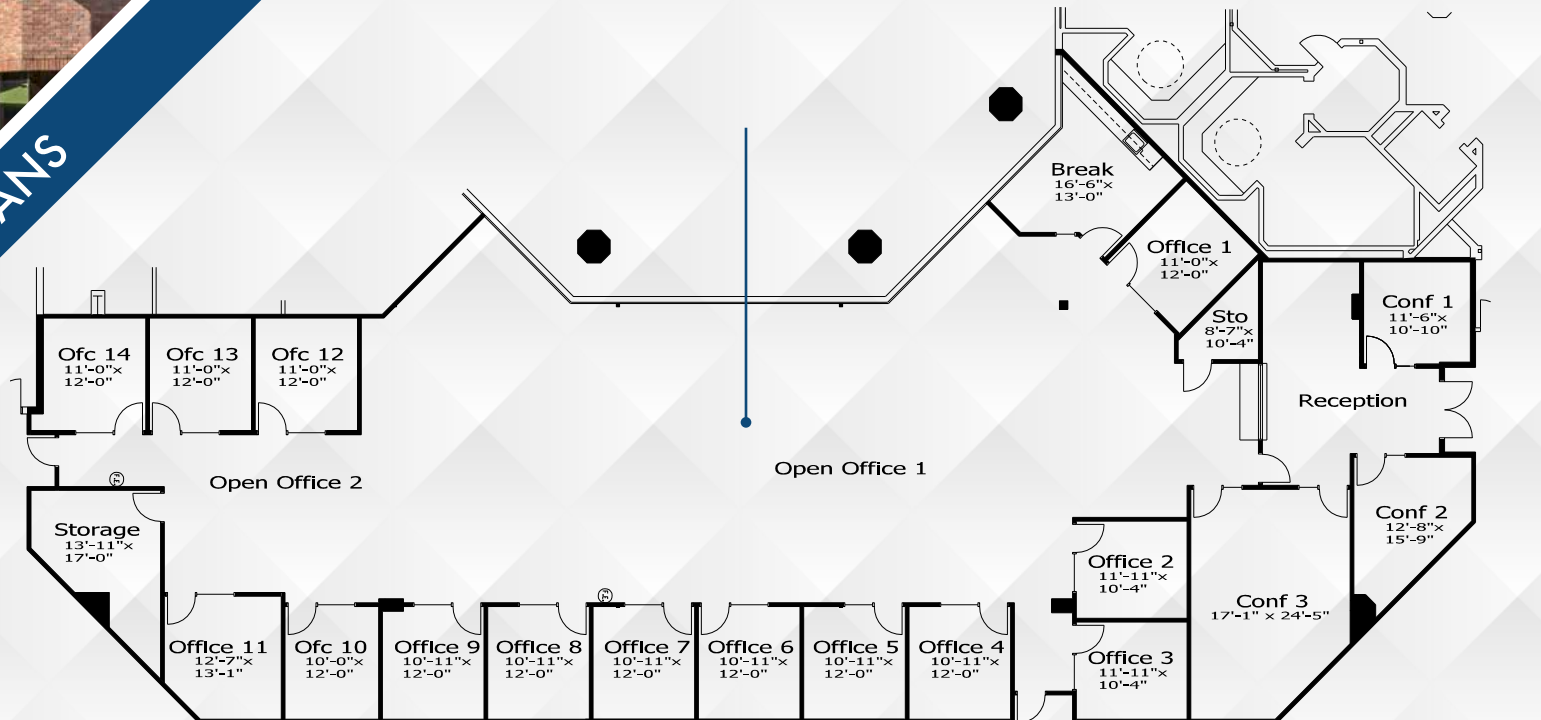 ANS
Break
16'-6"x
13'-0"
Office 1
11'-0"x
12'-0"
Sto
8'-7"x
10'-4"
Conf 1
11'-6"x
10'-10"
Ofc 14
11'-0"x
12'-0"
Ofc 13
11'-0"x
12'-0"
Ofc 12
11'-0"x
12'-0"
Reception
Open Office 1
Open Office 2
Storage
13'-11"x
17'-0"
Conf 2
12'-8"x
15'-9"
Office 2
11'-11"x
10'-4"
Conf 3
17'-1" x 24'-5"
Office 11
12'-7"x
13'-1"
Ofc 10
10'-0"x
12'-0"
Office 9
10'-11"x
12'-0"
Office 8
10'-11"x
12'-0"
Office 7
10'-11"x
12'-0"
Office 6
10'-11"x
12'-0"
Office 5
10'-11"x
12'-0"
Office 4
10'-11"x
12'-0"
Office 3
11'-11"x
10'-4"